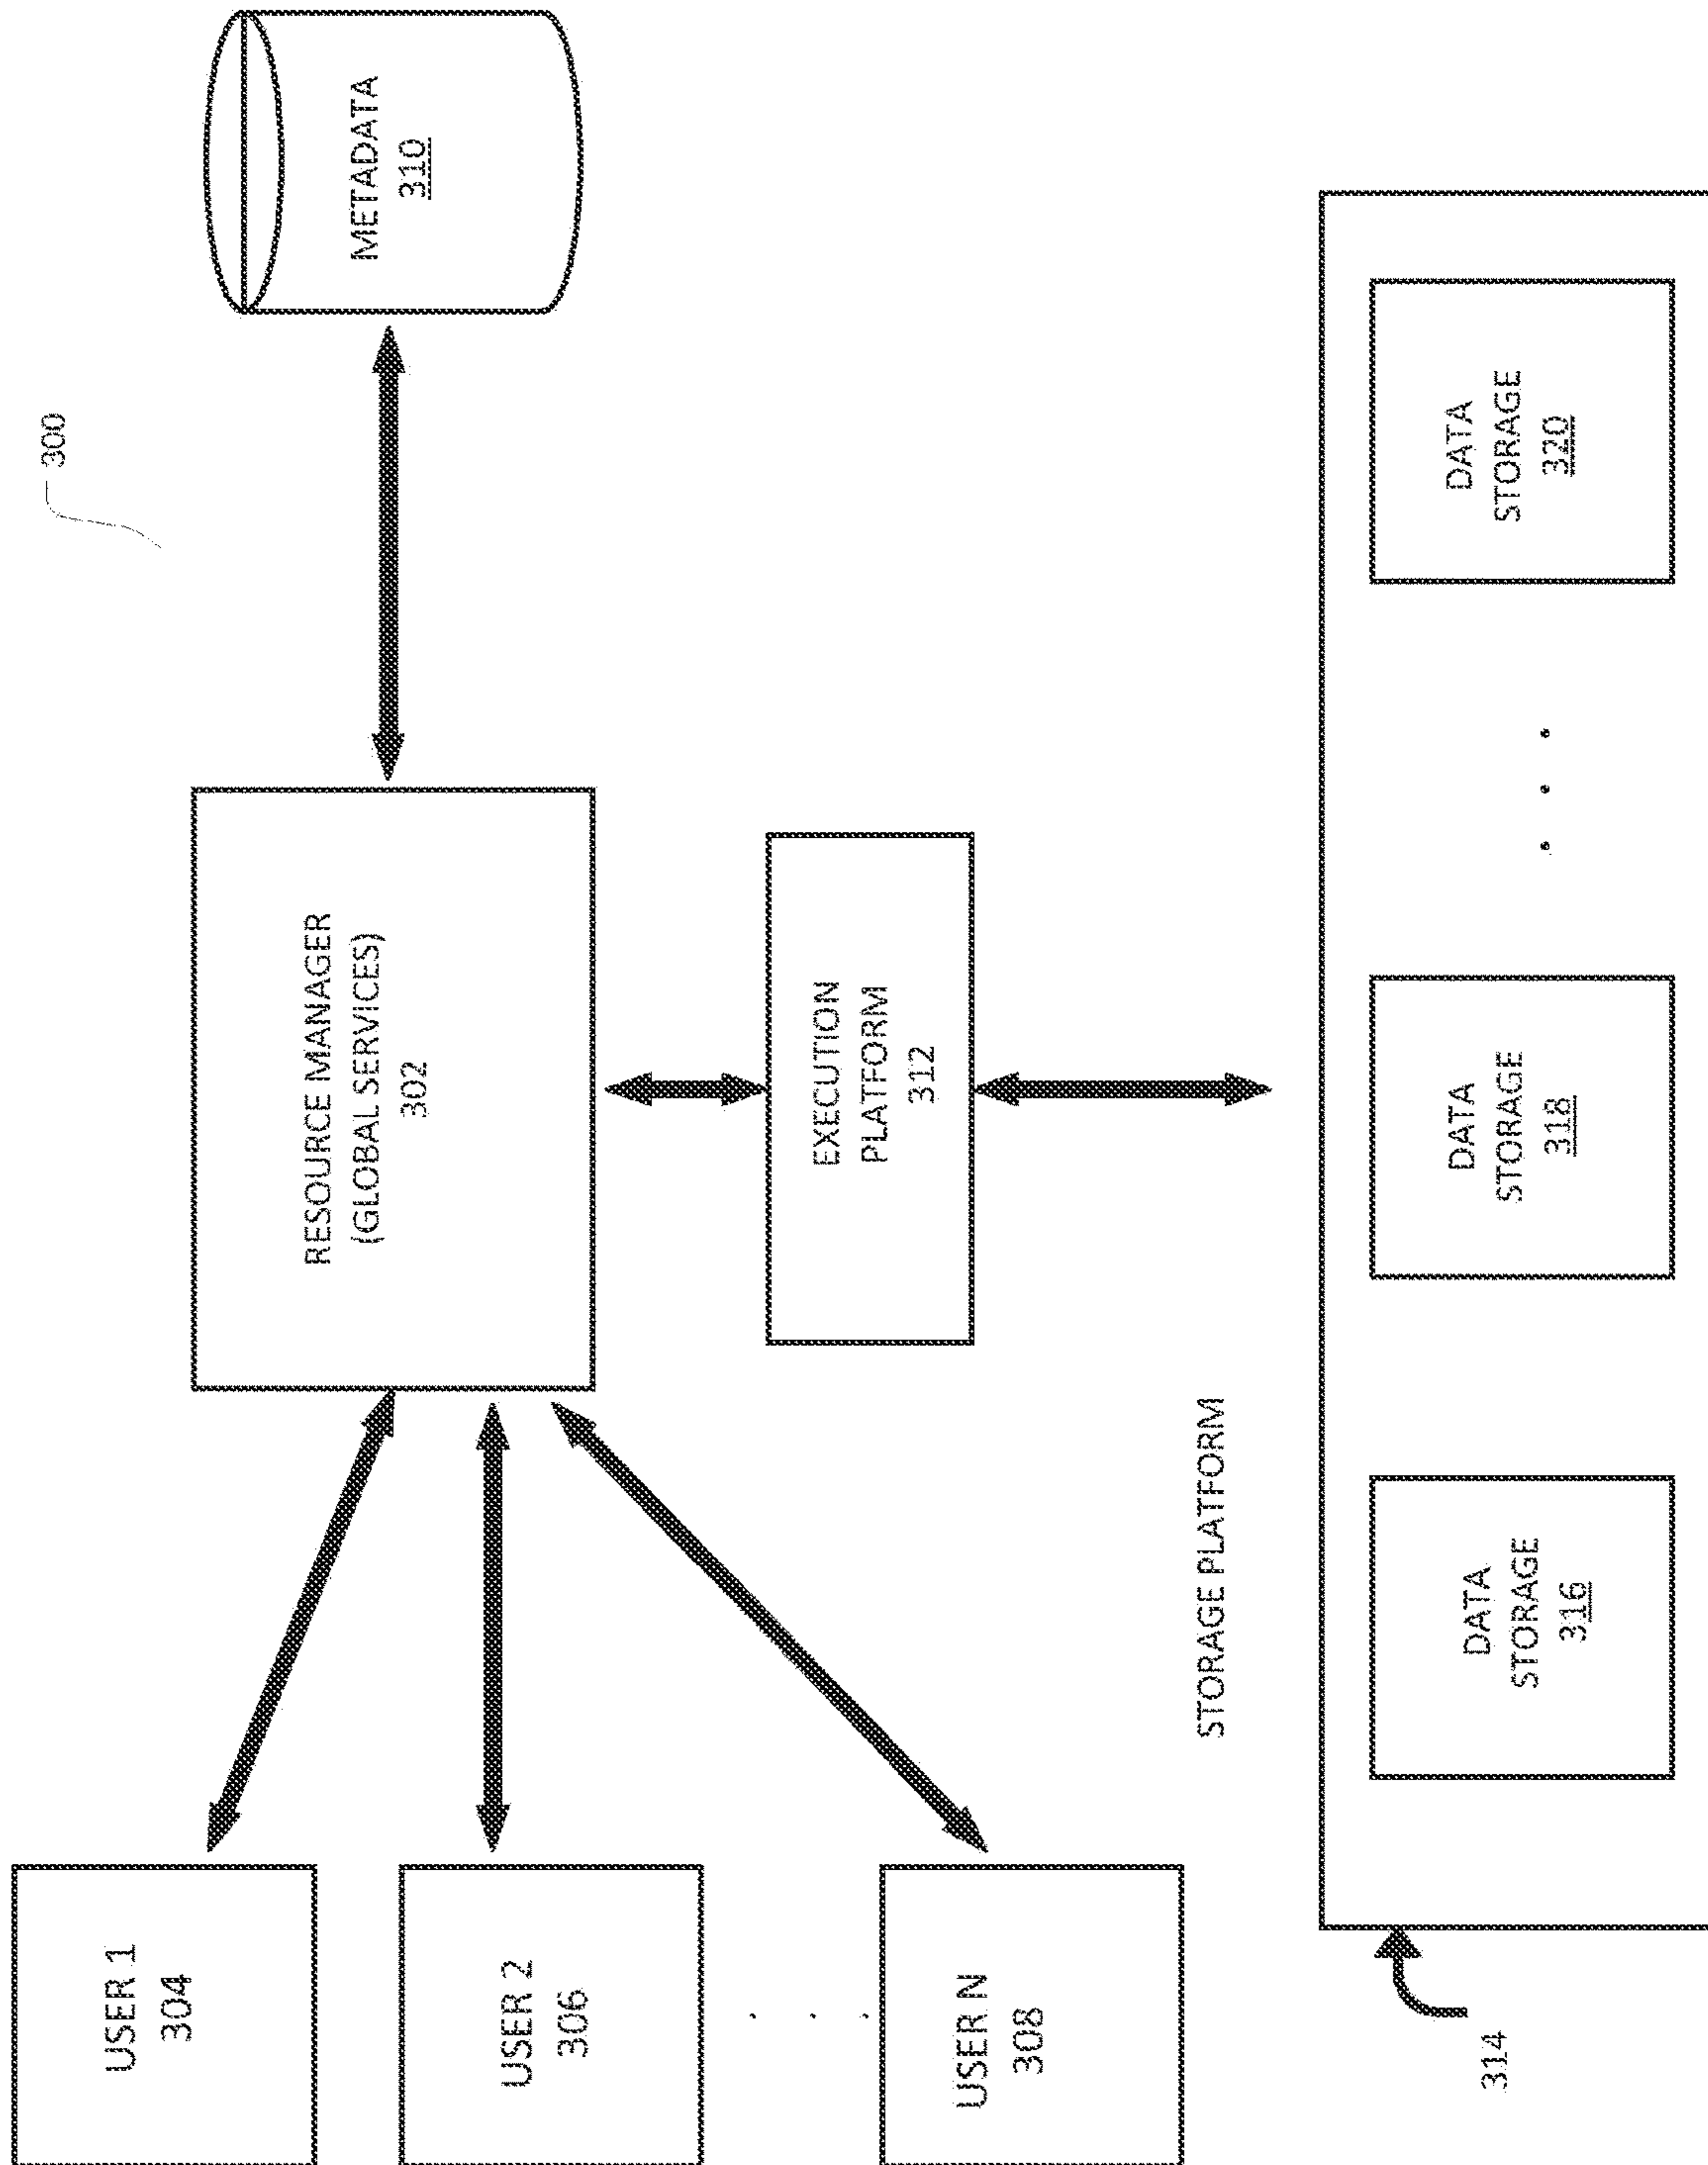 300
USER 1
304
USER 2
306
USER N
308
RESOURCE MANAGER
(GLOBAL SERVICES)
302
METADATA
310
EXECUTION
PLATFORM
312
STORAGE PLATFORM
314
DATA
STORAGE
316
DATA
STORAGE
318
DATA
STORAGE
320